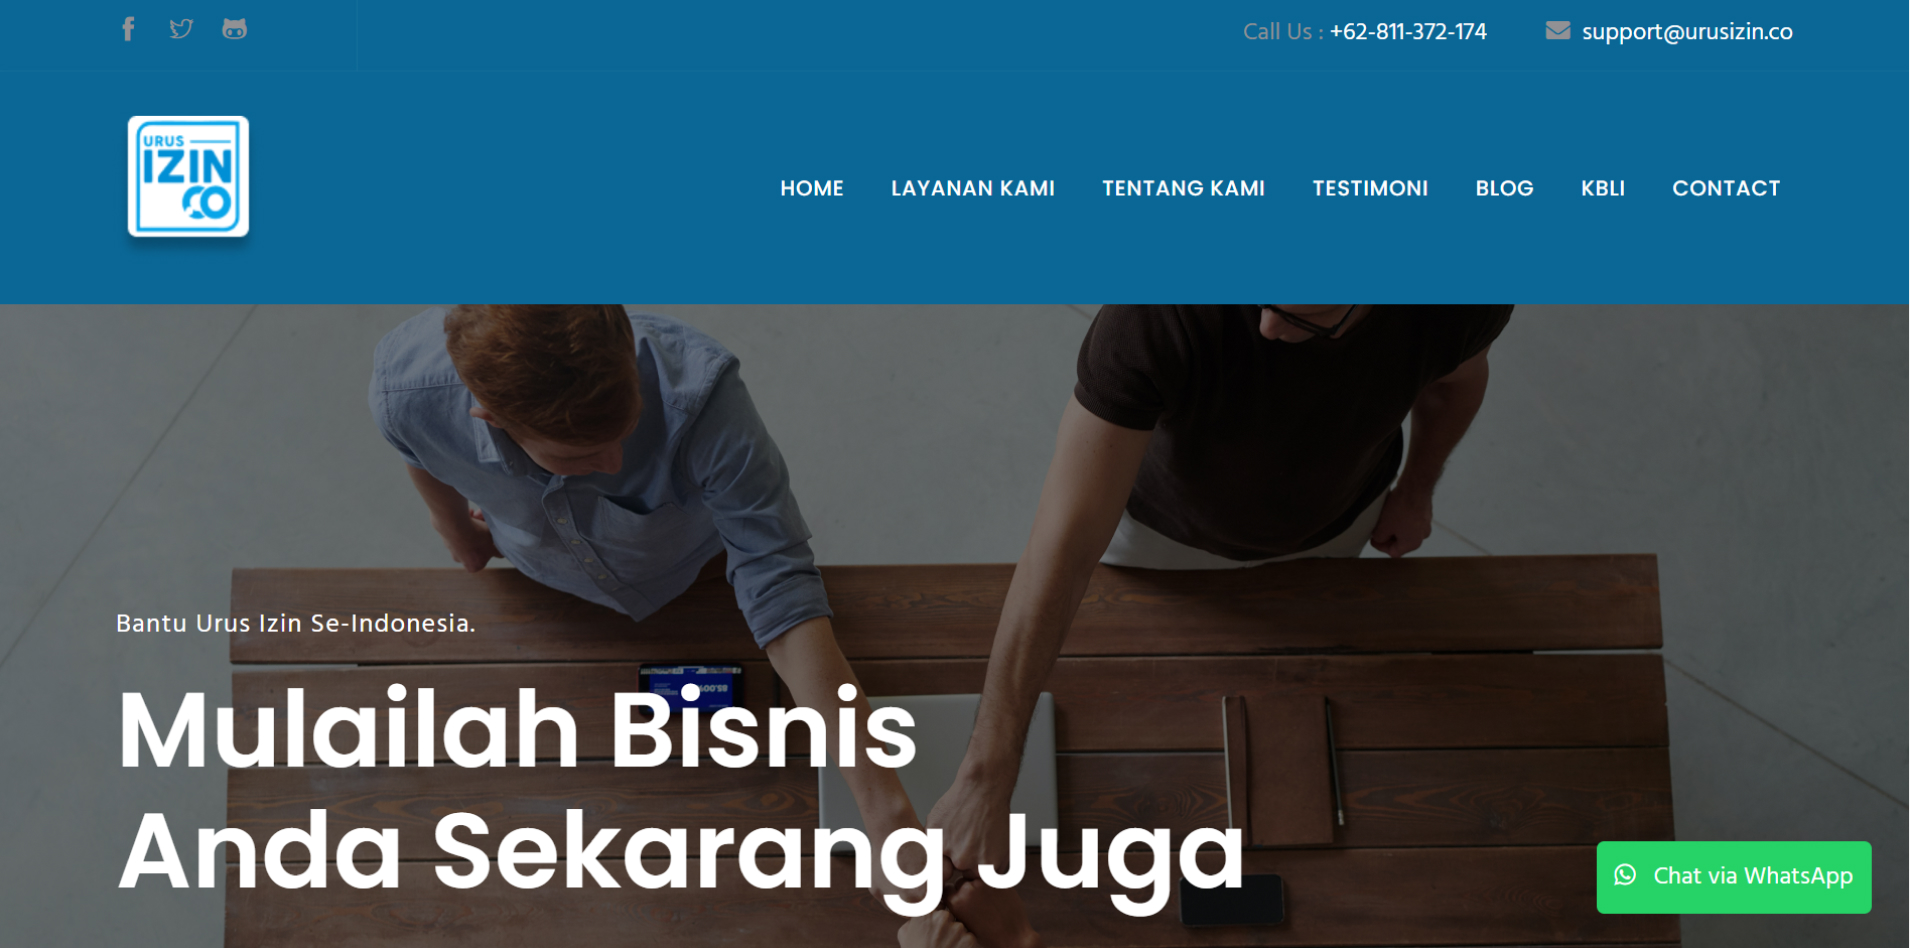 Call Us : +62-811-372-174
support@urusizin.co
URUS
IZIN
CO
HOME
LAYANAN KAMI
TENTANG KAMI
TESTIMONI
BLOG
KBLI
CONTACT
Bantu Urus Izin Se-Indonesia.
Mulailah Bisnis
Anda Sekarang Juga
Chat via WhatsApp